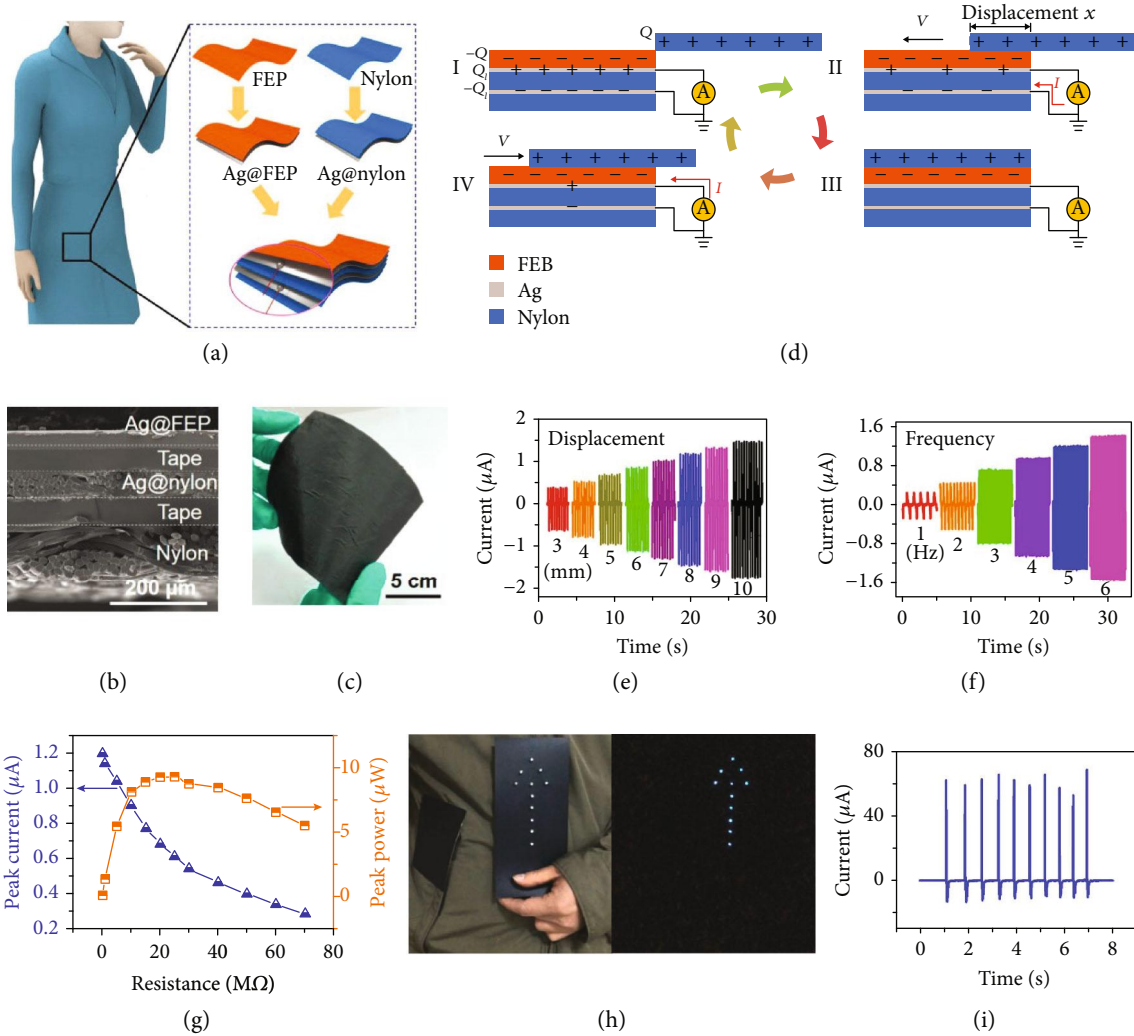 FEP
Nylon
Ag@FEP
Ag@nylon
(a)
Displacement x
V
Q
+ + + + + +
+ + + + + +
I
−Q
Q_l
−Q_l
− − − − − −
+ + + + +
− − − − −
A
II
− − − − − −
+ + +
− − −
I
A
V
+ + + + + +
+ + + + + +
IV
− − − − − −
+
−
I
A
III
− − − − − −
A
FEB
Ag
Nylon
(d)
Ag@FEP
Tape
Ag@nylon
Tape
Nylon
200 µm
(b)
5 cm
(c)
Current (µA)
2
1
0
−1
−2
Displacement
3
4
5
6
7
8
9
10
(mm)
0
10
20
30
Time (s)
(e)
Current (µA)
1.6
0.8
0.0
−0.8
−1.6
Frequency
1
2
3
4
5
6
(Hz)
0
10
20
30
Time (s)
(f)
Peak current (µA)
1.2
1.0
0.8
0.6
0.4
0.2
10
5
0
Peak power (µW)
0
20
40
60
80
Resistance (MΩ)
(g)
(h)
Current (µA)
80
40
0
0
2
4
6
8
Time (s)
(i)